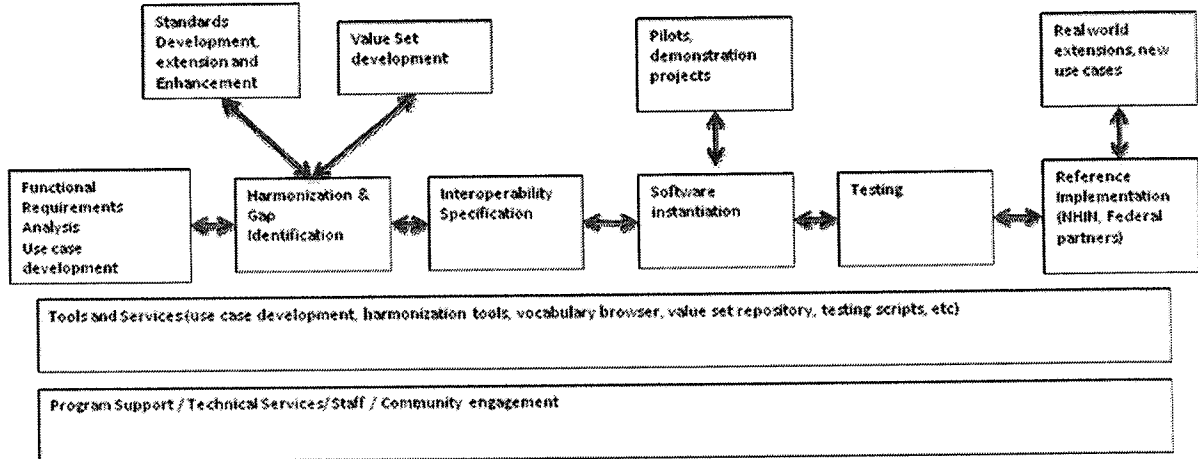 Standards
Development,
extension and
Enhancement
Value Set
development
Pilots,
demonstration
projects
Real world
extensions, new
use cases
Functional
Requirements
Analysis
Use case
development
Harmonization &
Gap
Identification
Interoperability
Specification
Software
instantiation
Testing
Reference
Implementation
(NHIN, Federal
partners)
Tools and Services(use case development, harmonization tools, vocabulary browser, value set repository, testing scripts, etc)
Program Support / Technical Services/ Staff / Community engagement